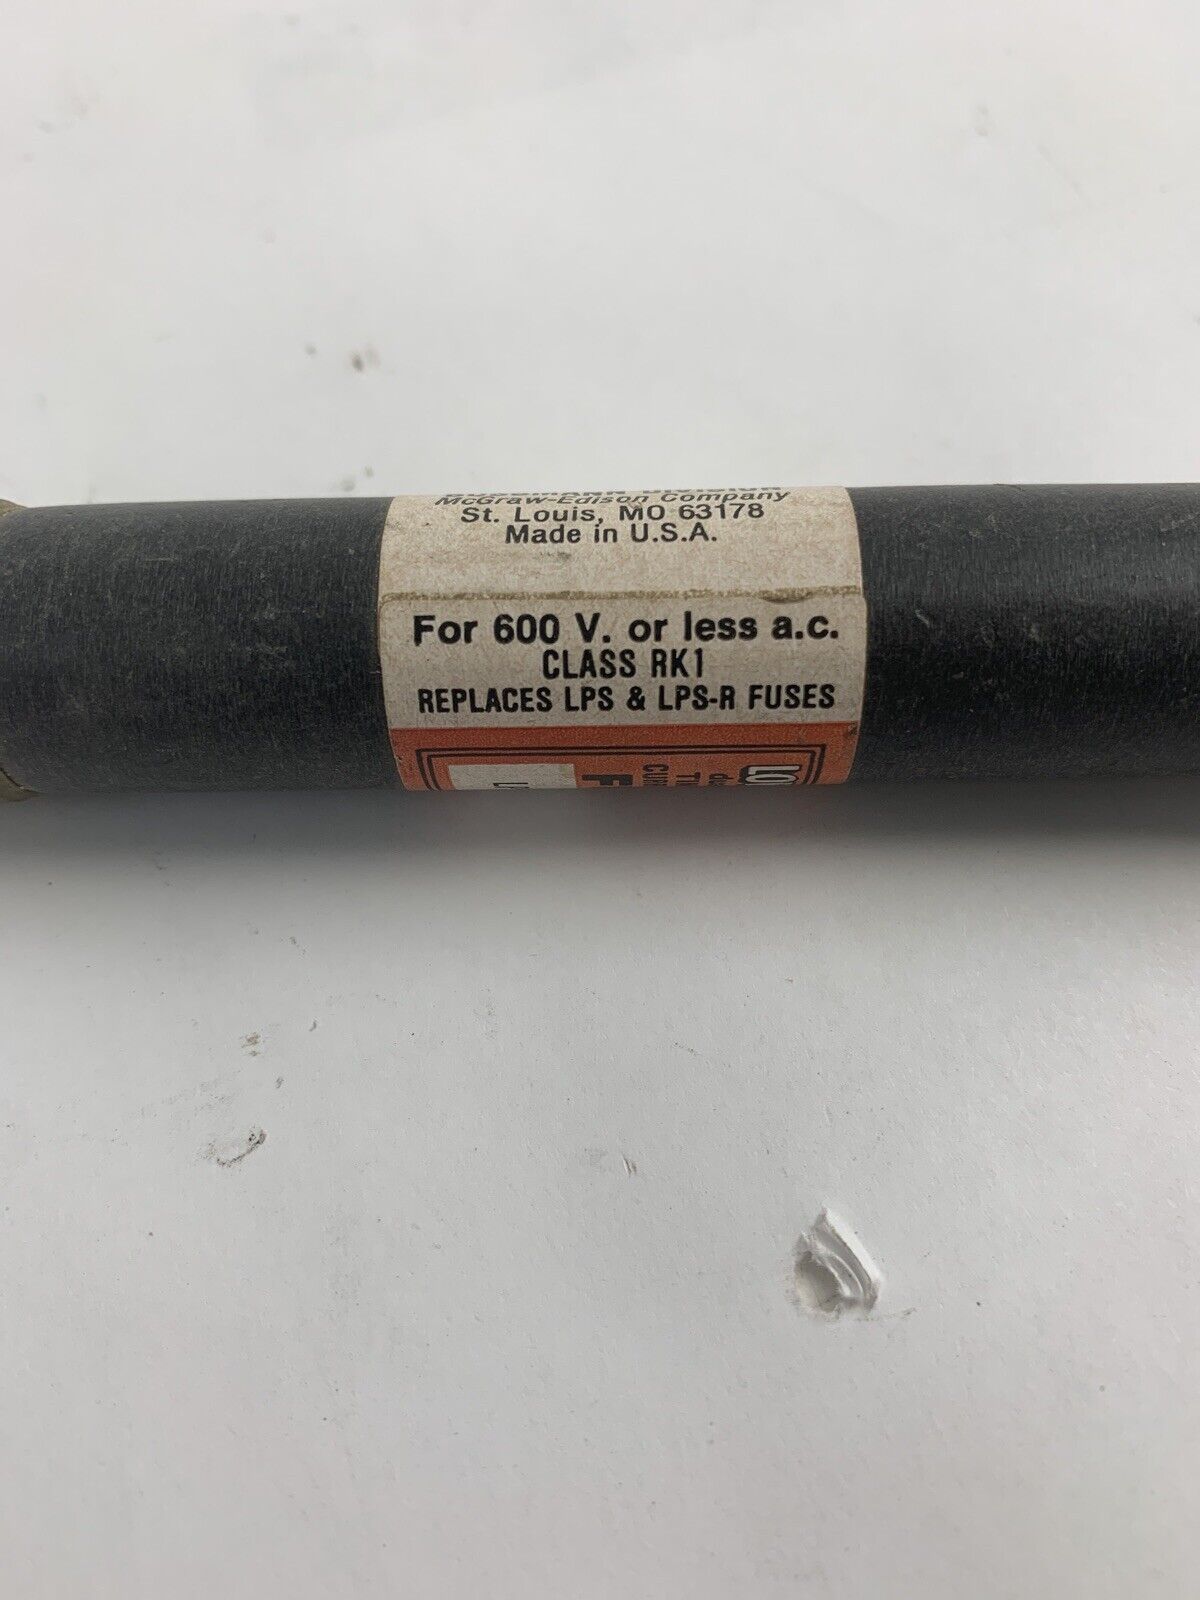 McGraw-Edison Company
St. Louis, MO 63178
Made in U.S.A.
For 600 V. or less a.c.
CLASS RK1
REPLACES LPS & LPS-R FUSES